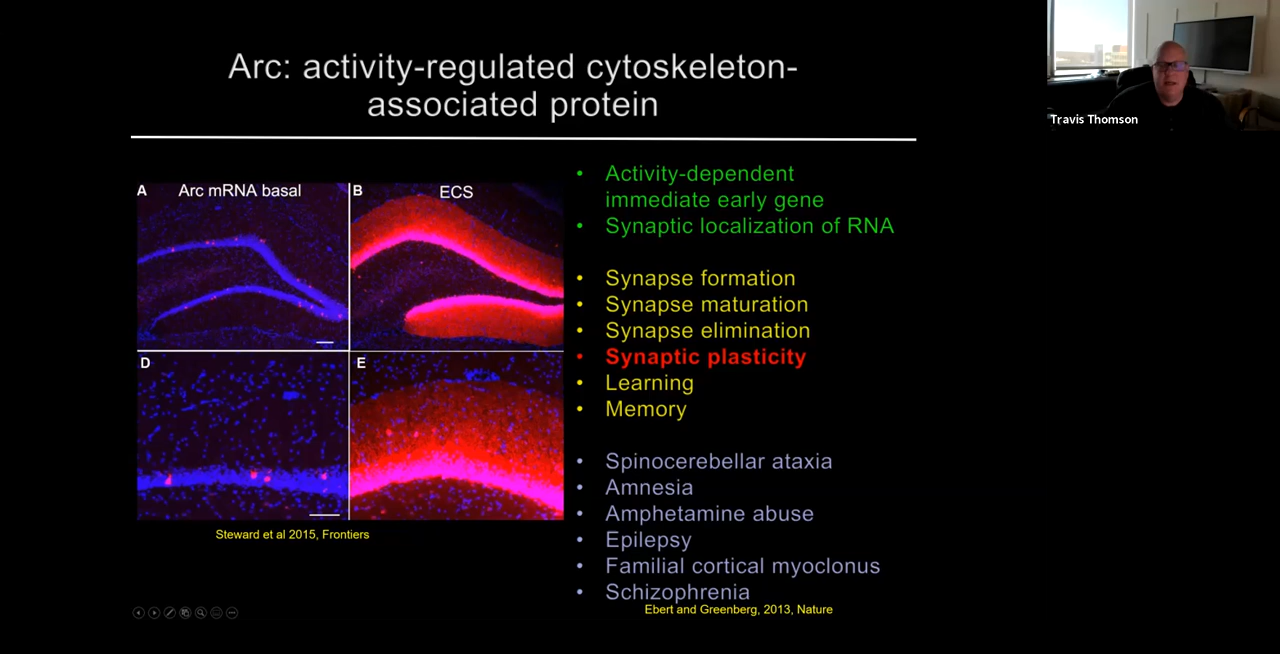 Arc: activity-regulated cytoskeleton-
associated protein
Travis Thomson
A
Arc mRNA basal
B
ECS
D
E
Steward et al 2015, Frontiers
• Activity-dependent
immediate early gene
• Synaptic localization of RNA
• Synapse formation
• Synapse maturation
• Synapse elimination
• Synaptic plasticity
• Learning
• Memory
• Spinocerebellar ataxia
• Amnesia
• Amphetamine abuse
• Epilepsy
• Familial cortical myoclonus
• Schizophrenia
Ebert and Greenberg, 2013, Nature